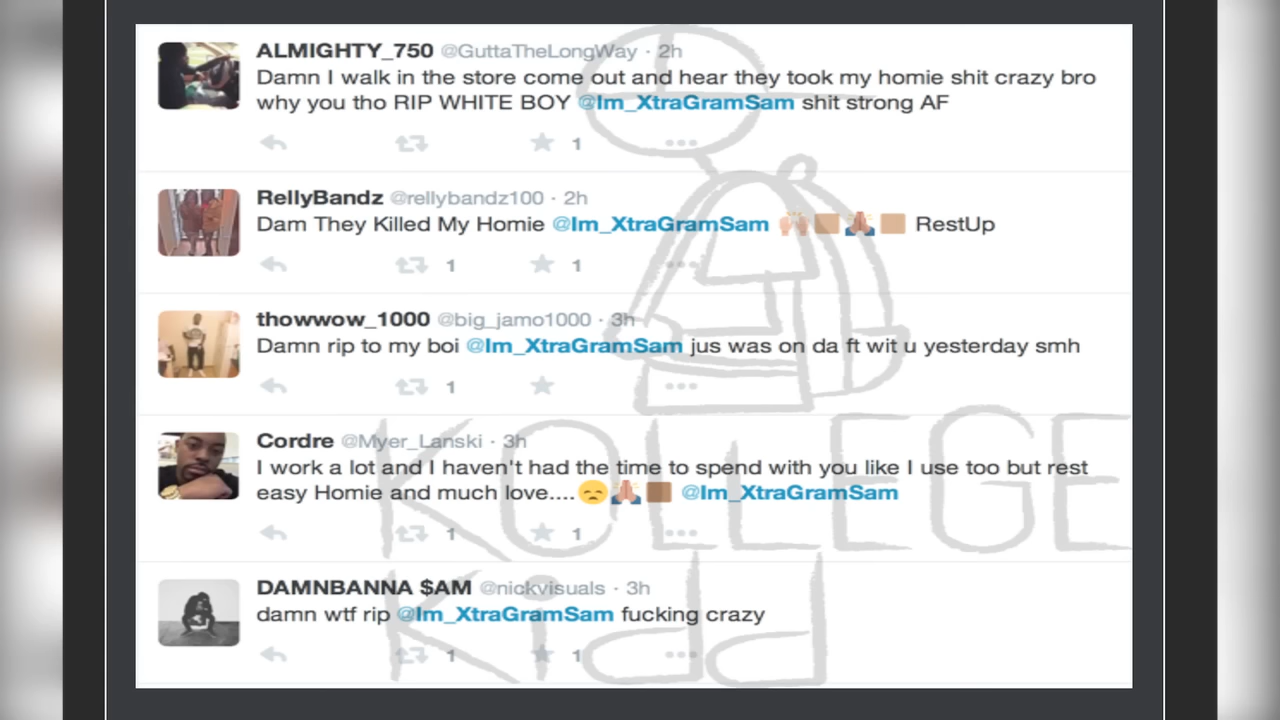 ALMIGHTY_750 @GuttaTheLongWay · 2h
Damn I walk in the store come out and hear they took my homie shit crazy bro
why you tho RIP WHITE BOY @Im_XtraGramSam shit strong AF
1
RellyBandz @rellybandz100 · 2h
Dam They Killed My Homie @Im_XtraGramSam 🙌🏽🙏🏽 RestUp
1 1
thowwow_1000 @big_jamo1000 · 3h
Damn rip to my boi @Im_XtraGramSam jus was on da ft wit u yesterday smh
1
Cordre @Myer_Lanski · 3h
I work a lot and I haven't had the time to spend with you like I use too but rest
easy Homie and much love....😞🙏🏾 @Im_XtraGramSam
1 1
DAMNBANNA $AM @nickvisuals · 3h
damn wtf rip @Im_XtraGramSam fucking crazy
1 1
KOLLEGE
Kidd